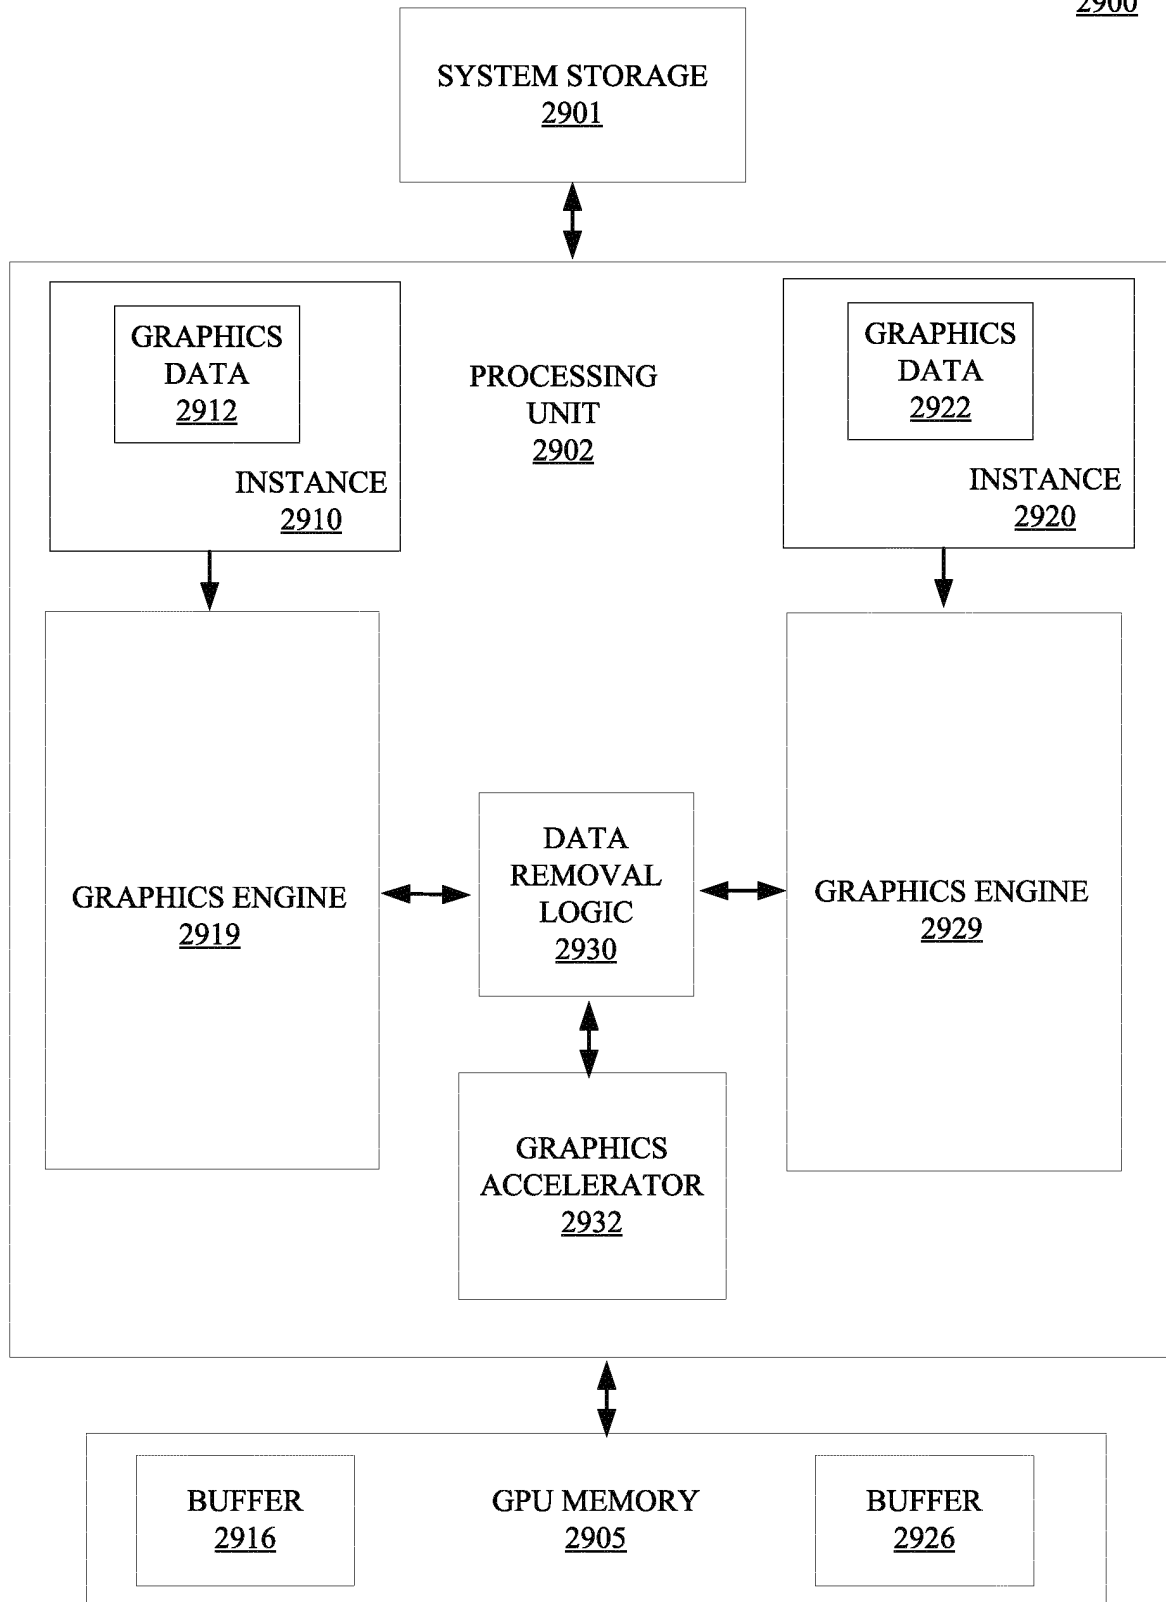 2900
SYSTEM STORAGE
2901
GRAPHICS
DATA
2912
INSTANCE
2910
PROCESSING
UNIT
2902
GRAPHICS
DATA
2922
INSTANCE
2920
GRAPHICS ENGINE
2919
DATA
REMOVAL
LOGIC
2930
GRAPHICS ENGINE
2929
GRAPHICS
ACCELERATOR
2932
BUFFER
2916
GPU MEMORY
2905
BUFFER
2926